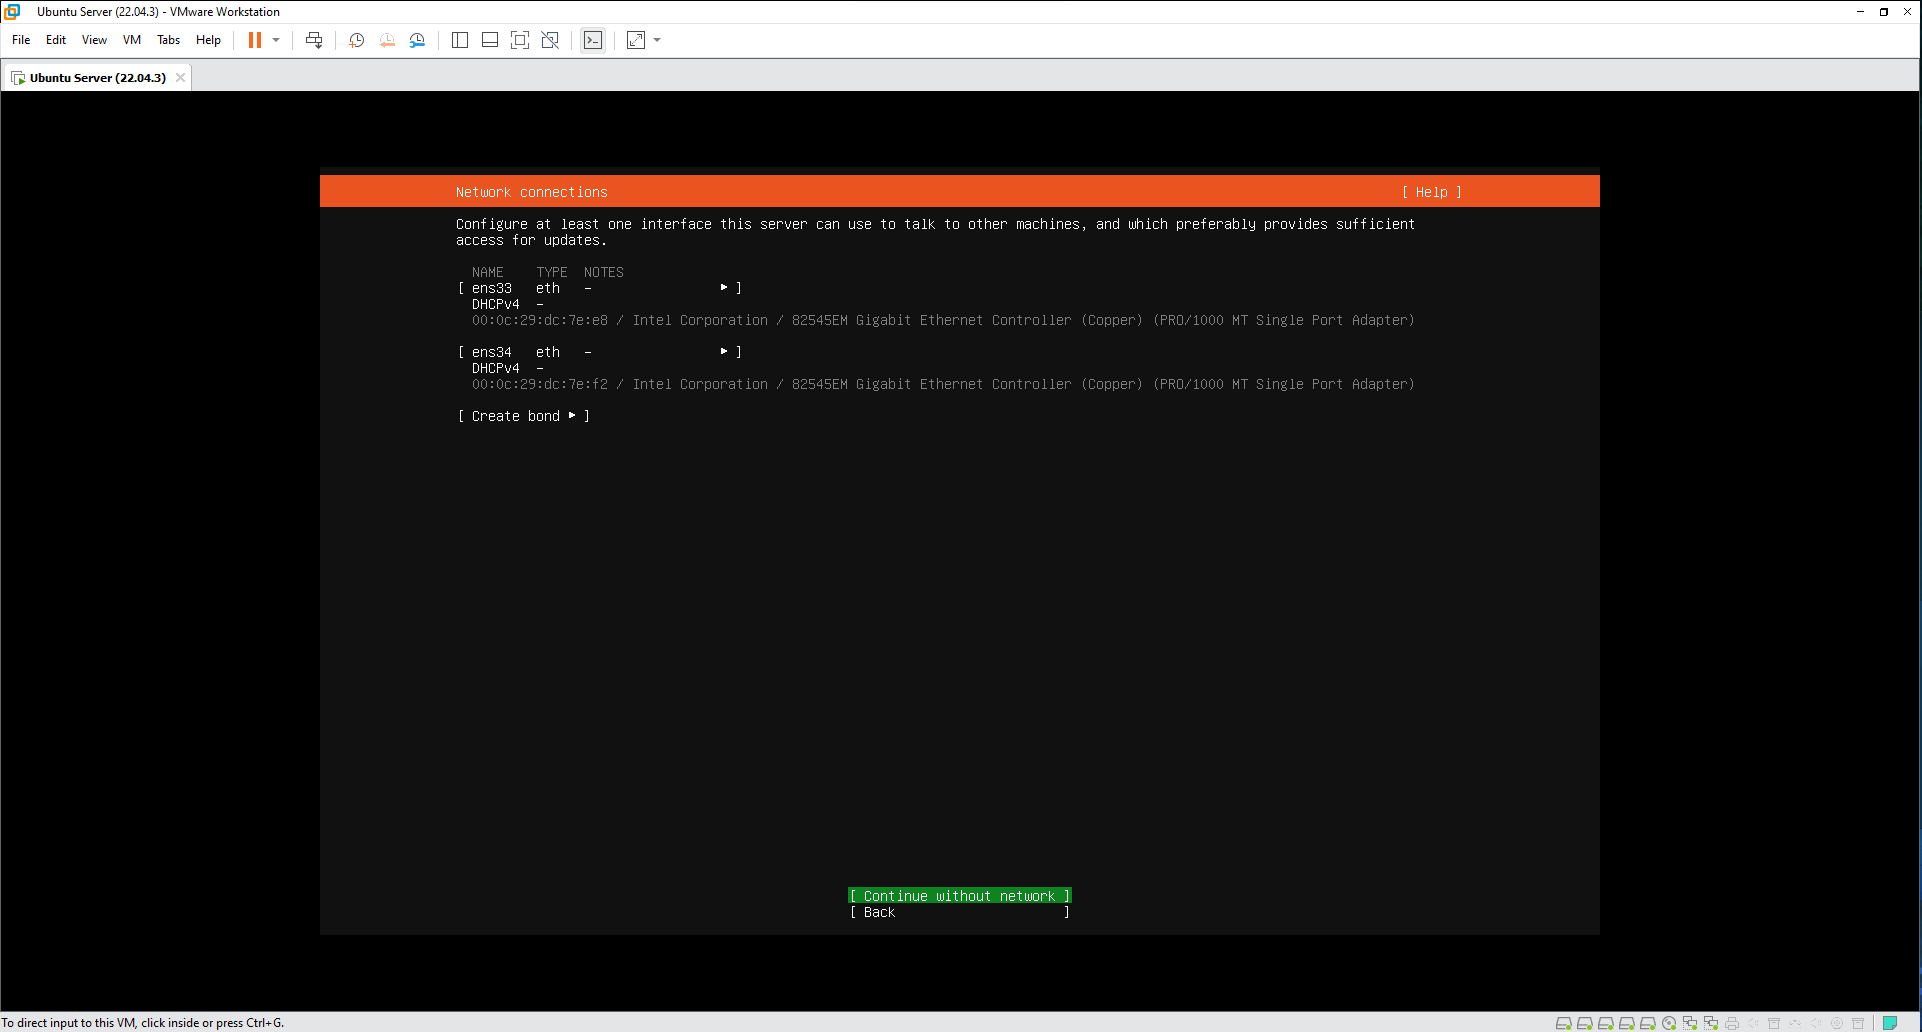 Ubuntu Server (22.04.3) - VMware Workstation
File Edit View VM Tabs Help
Ubuntu Server (22.04.3)
Network connections [ Help ]
Configure at least one interface this server can use to talk to other machines, and which preferably provides sufficient
access for updates.
NAME TYPE NOTES
[ ens33 eth - ▸ ]
DHCPv4 -
00:0c:29:dc:7e:e8 / Intel Corporation / 82545EM Gigabit Ethernet Controller (Copper) (PRO/1000 MT Single Port Adapter)
[ ens34 eth - ▸ ]
DHCPv4 -
00:0c:29:dc:7e:f2 / Intel Corporation / 82545EM Gigabit Ethernet Controller (Copper) (PRO/1000 MT Single Port Adapter)
[ Create bond ▸ ]
[ Continue without network ]
[ Back ]
To direct input to this VM, click inside or press Ctrl+G.